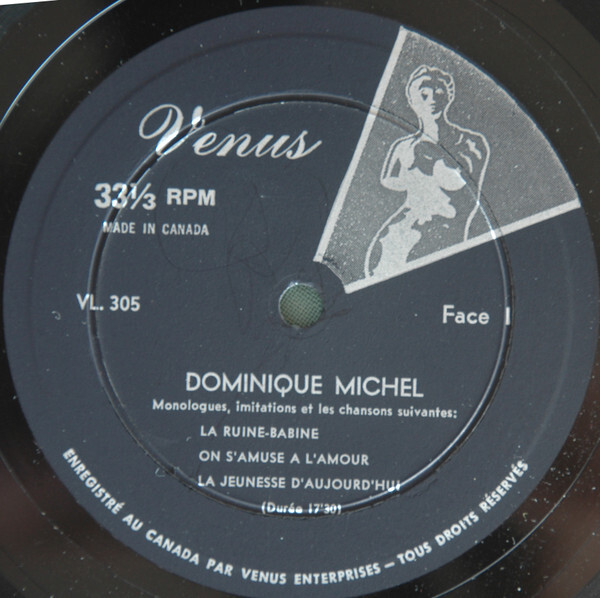 Venus
33⅓ RPM
MADE IN CANADA
VL. 305
Face 1
DOMINIQUE MICHEL
Monologues, imitations et les chansons suivantes:
LA RUINE-BABINE
ON S'AMUSE A L'AMOUR
LA JEUNESSE D'AUJOURD'HUI
(Durée 17'30)
ENREGISTRÉ AU CANADA PAR VENUS ENTERPRISES – TOUS DROITS RÉSERVÉS